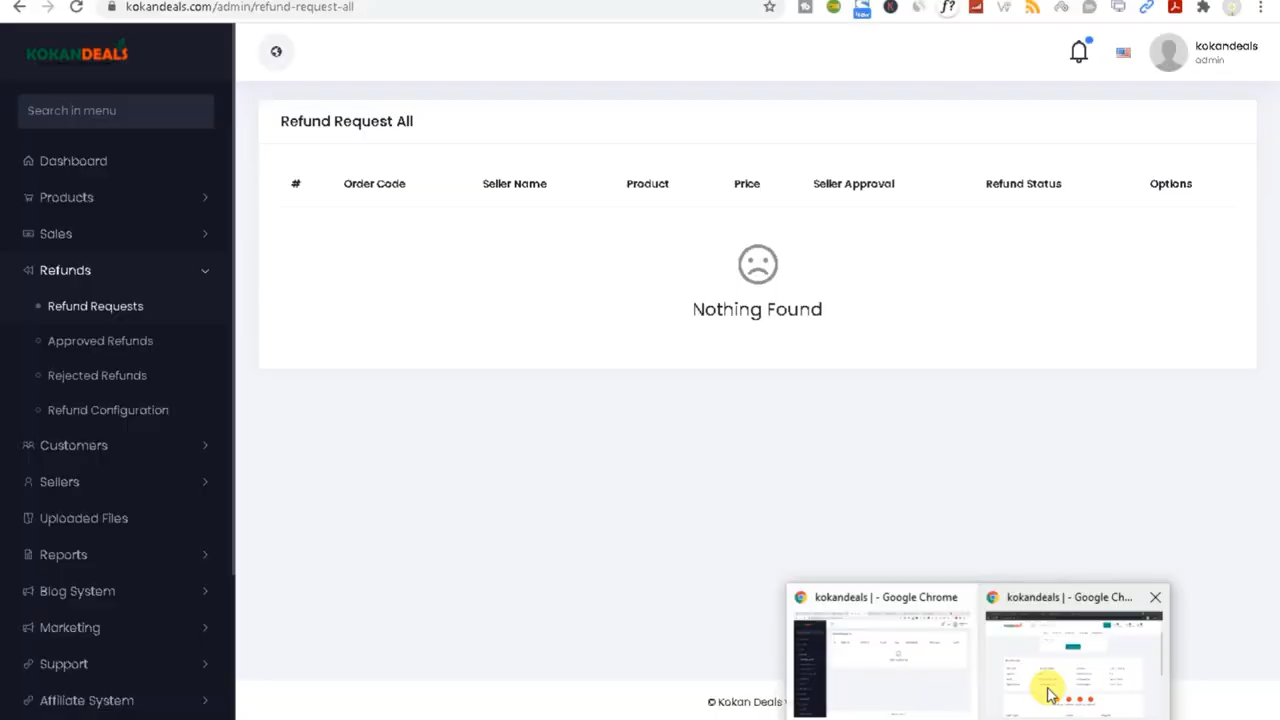 kokandeals.com/admin/refund-request-all
KOKANDEALS
kokandeals
admin
Search in menu
Refund Request All
Dashboard
# Order Code Seller Name Product Price Seller Approval Refund Status Options
Products
Sales
Refunds
Nothing Found
Refund Requests
Approved Refunds
Rejected Refunds
Refund Configuration
Customers
Sellers
Uploaded Files
Reports
Blog System
kokandeals | - Google Chrome
kokandeals | - Google Ch...
Marketing
Support
Affiliate System
© Kokan Deals